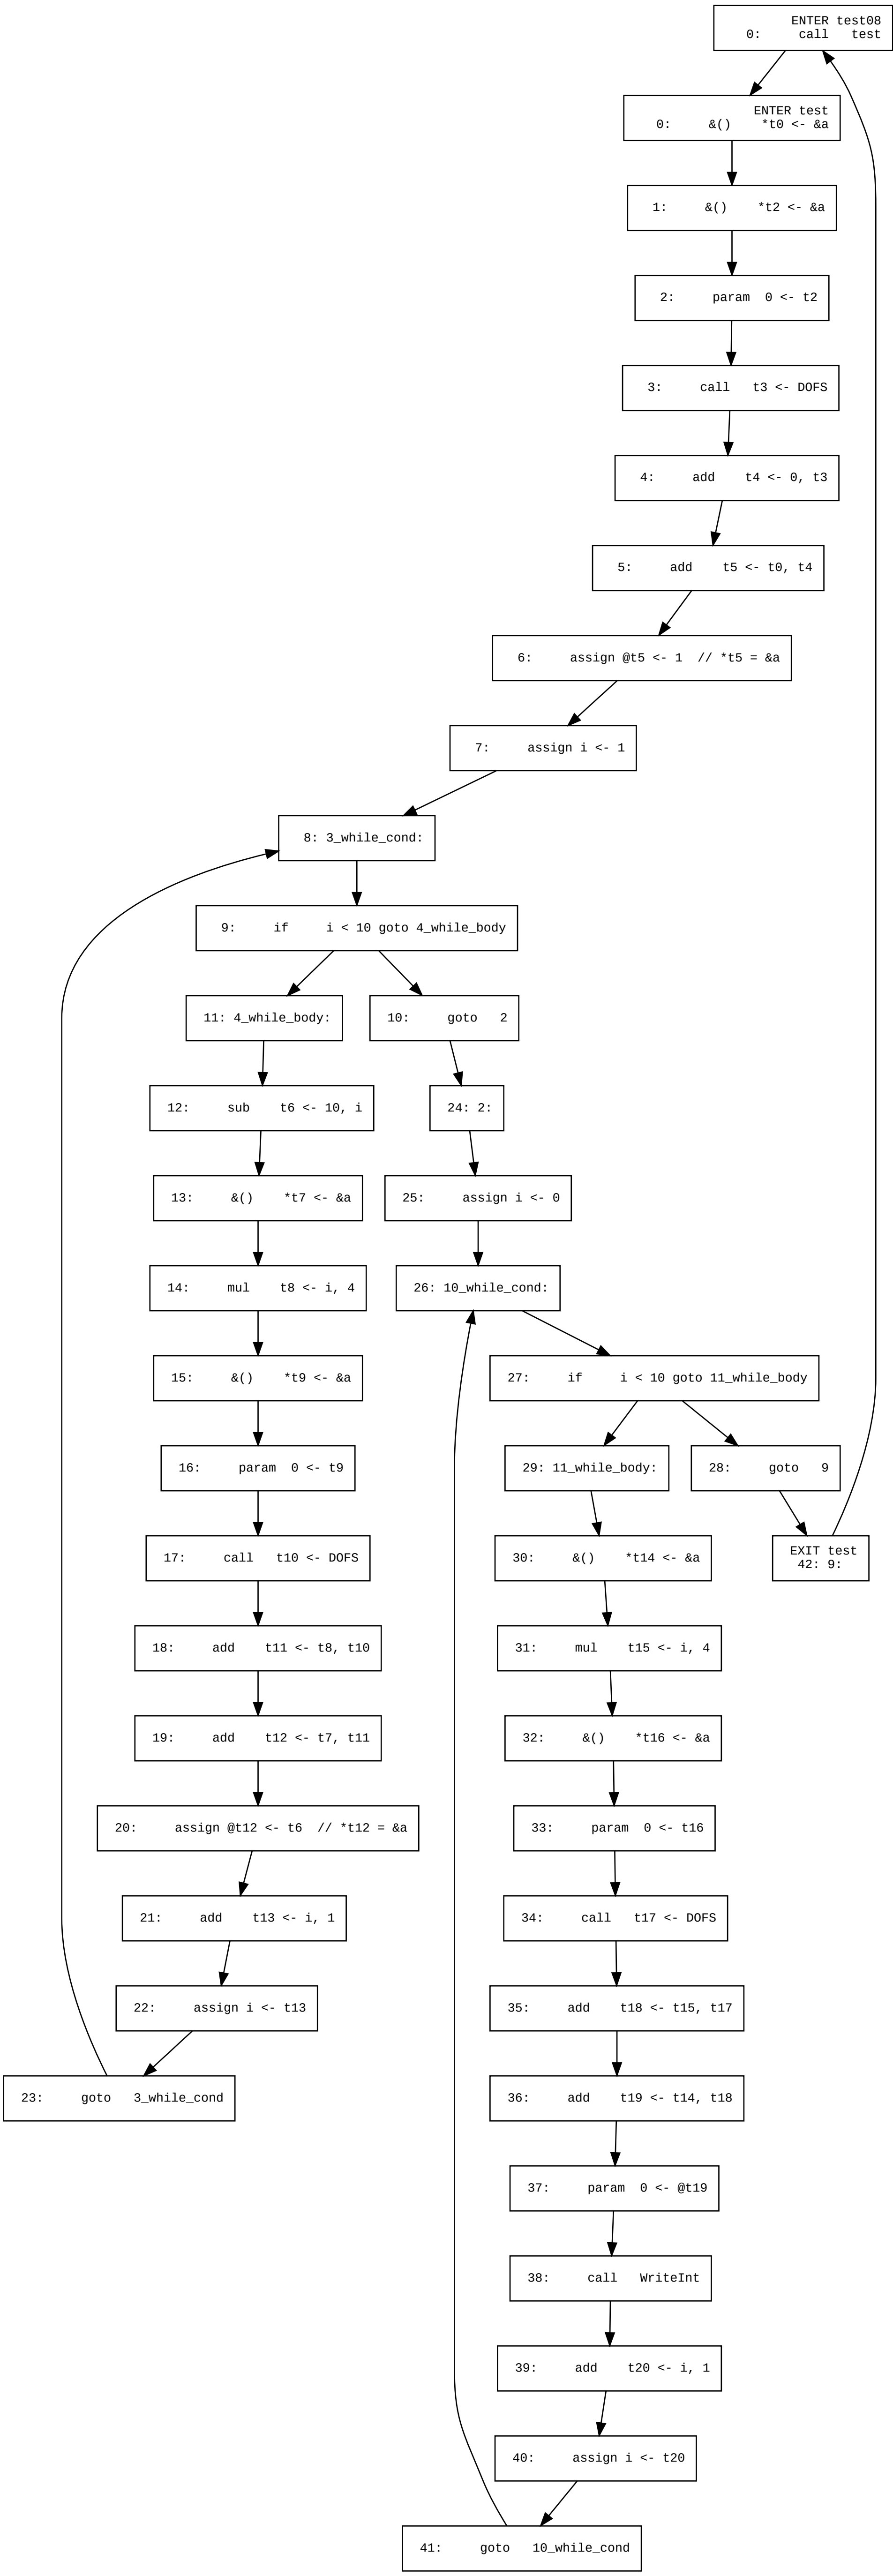 ENTER test08
0:     call   test
ENTER test
0:     &()    *t0 <- &a
1:     &()    *t2 <- &a
2:     param  0 <- t2
3:     call   t3 <- DOFS
4:     add    t4 <- 0, t3
5:     add    t5 <- t0, t4
6:     assign @t5 <- 1  // *t5 = &a
7:     assign i <- 1
8: 3_while_cond:
9:     if     i < 10 goto 4_while_body
11: 4_while_body:
10:     goto   2
12:     sub    t6 <- 10, i
24: 2:
13:     &()    *t7 <- &a
25:     assign i <- 0
14:     mul    t8 <- i, 4
26: 10_while_cond:
15:     &()    *t9 <- &a
27:     if     i < 10 goto 11_while_body
16:     param  0 <- t9
29: 11_while_body:
28:     goto   9
17:     call   t10 <- DOFS
30:     &()    *t14 <- &a
EXIT test
42: 9:
18:     add    t11 <- t8, t10
31:     mul    t15 <- i, 4
19:     add    t12 <- t7, t11
32:     &()    *t16 <- &a
20:     assign @t12 <- t6  // *t12 = &a
33:     param  0 <- t16
21:     add    t13 <- i, 1
34:     call   t17 <- DOFS
22:     assign i <- t13
35:     add    t18 <- t15, t17
23:     goto   3_while_cond
36:     add    t19 <- t14, t18
37:     param  0 <- @t19
38:     call   WriteInt
39:     add    t20 <- i, 1
40:     assign i <- t20
41:     goto   10_while_cond